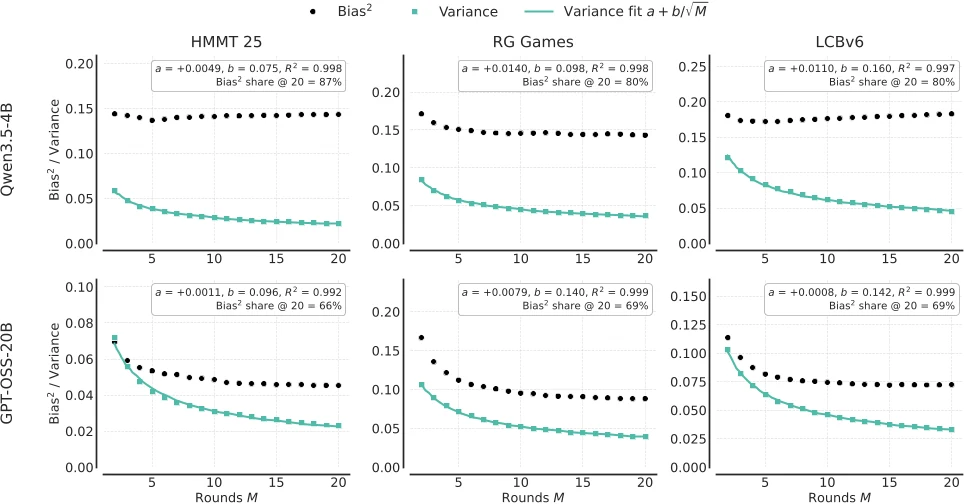 Bias² Variance Variance fit a + b/√M
HMMT 25 RG Games LCBv6
Qwen3.5-4B
Bias² / Variance
0.20
0.15
0.10
0.05
0.00
a = +0.0049, b = 0.075, R² = 0.998
Bias² share @ 20 = 87%
5 10 15 20
0.20
0.15
0.10
0.05
0.00
a = +0.0140, b = 0.098, R² = 0.998
Bias² share @ 20 = 80%
5 10 15 20
0.25
0.20
0.15
0.10
0.05
0.00
a = +0.0110, b = 0.160, R² = 0.997
Bias² share @ 20 = 80%
5 10 15 20
GPT-OSS-20B
Bias² / Variance
0.10
0.08
0.06
0.04
0.02
0.00
a = +0.0011, b = 0.096, R² = 0.992
Bias² share @ 20 = 66%
5 10 15 20
Rounds M
0.20
0.15
0.10
0.05
0.00
a = +0.0079, b = 0.140, R² = 0.999
Bias² share @ 20 = 69%
5 10 15 20
Rounds M
0.150
0.125
0.100
0.075
0.050
0.025
0.000
a = +0.0008, b = 0.142, R² = 0.999
Bias² share @ 20 = 69%
5 10 15 20
Rounds M